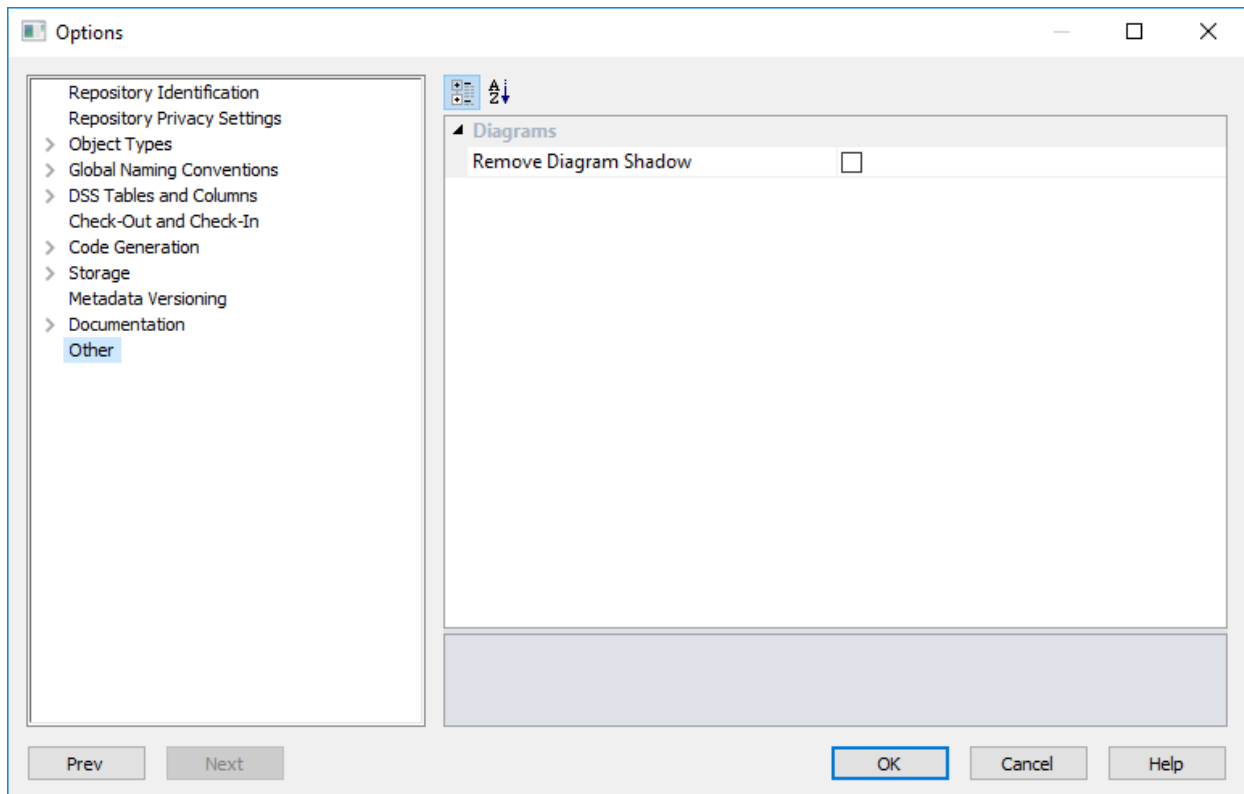 Options
Repository Identification
Repository Privacy Settings
Object Types
Global Naming Conventions
DSS Tables and Columns
Check-Out and Check-In
Code Generation
Storage
Metadata Versioning
Documentation
Other
A
Z
Diagrams
Remove Diagram Shadow
Prev
Next
OK
Cancel
Help